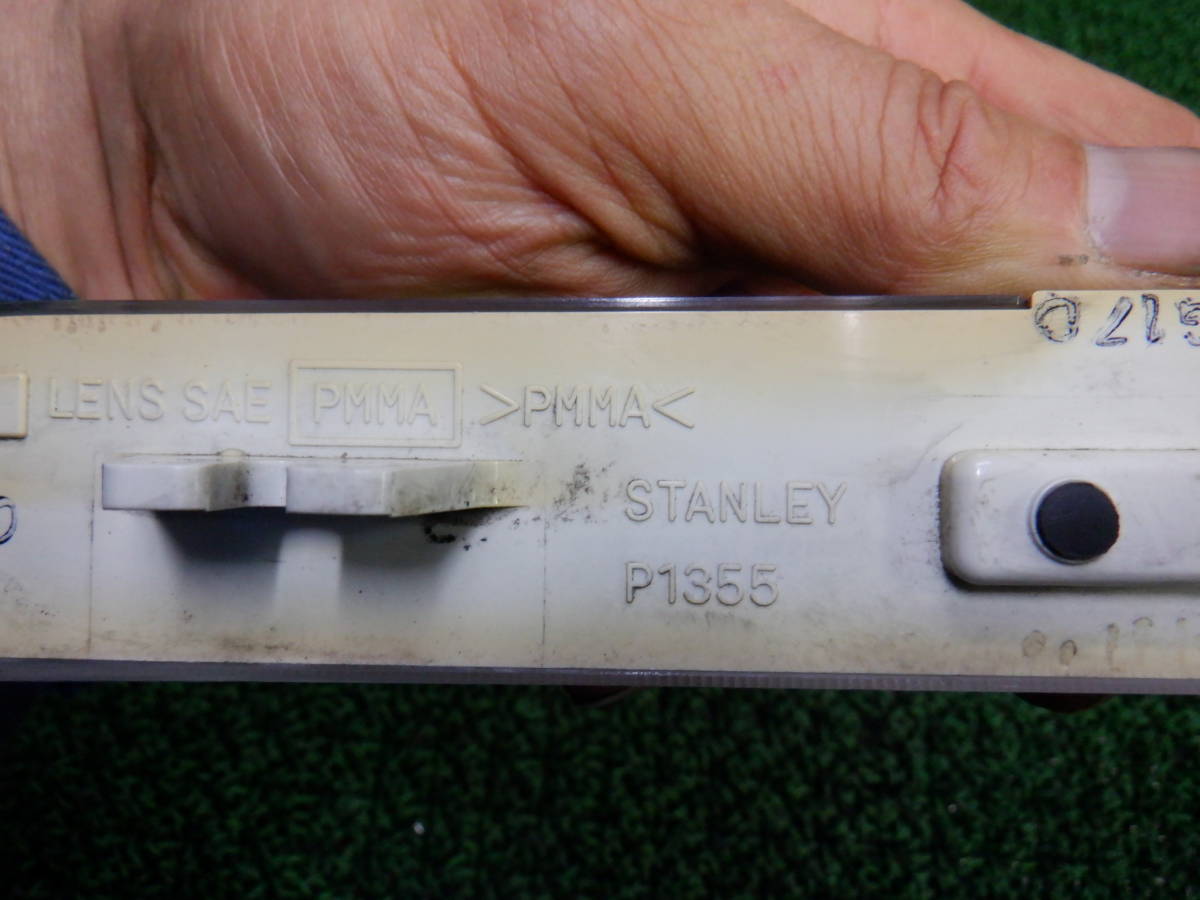 LENS SAE PMMA >PMMA<
STANLEY
P1355